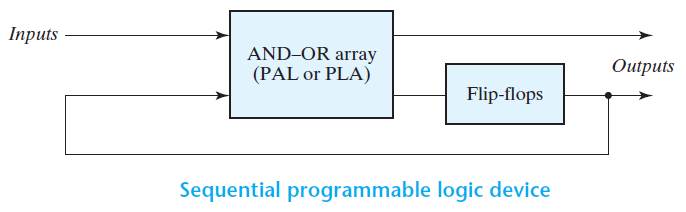 Inputs
AND–OR array
(PAL or PLA)
Outputs
Flip-flops
Sequential programmable logic device